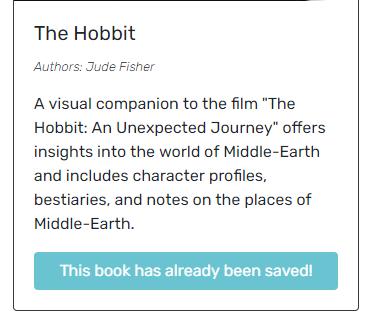 The Hobbit
Authors: Jude Fisher
A visual companion to the film "The
Hobbit: An Unexpected Journey" offers
insights into the world of Middle-Earth
and includes character profiles,
bestiaries, and notes on the places of
Middle-Earth.
This book has already been saved!